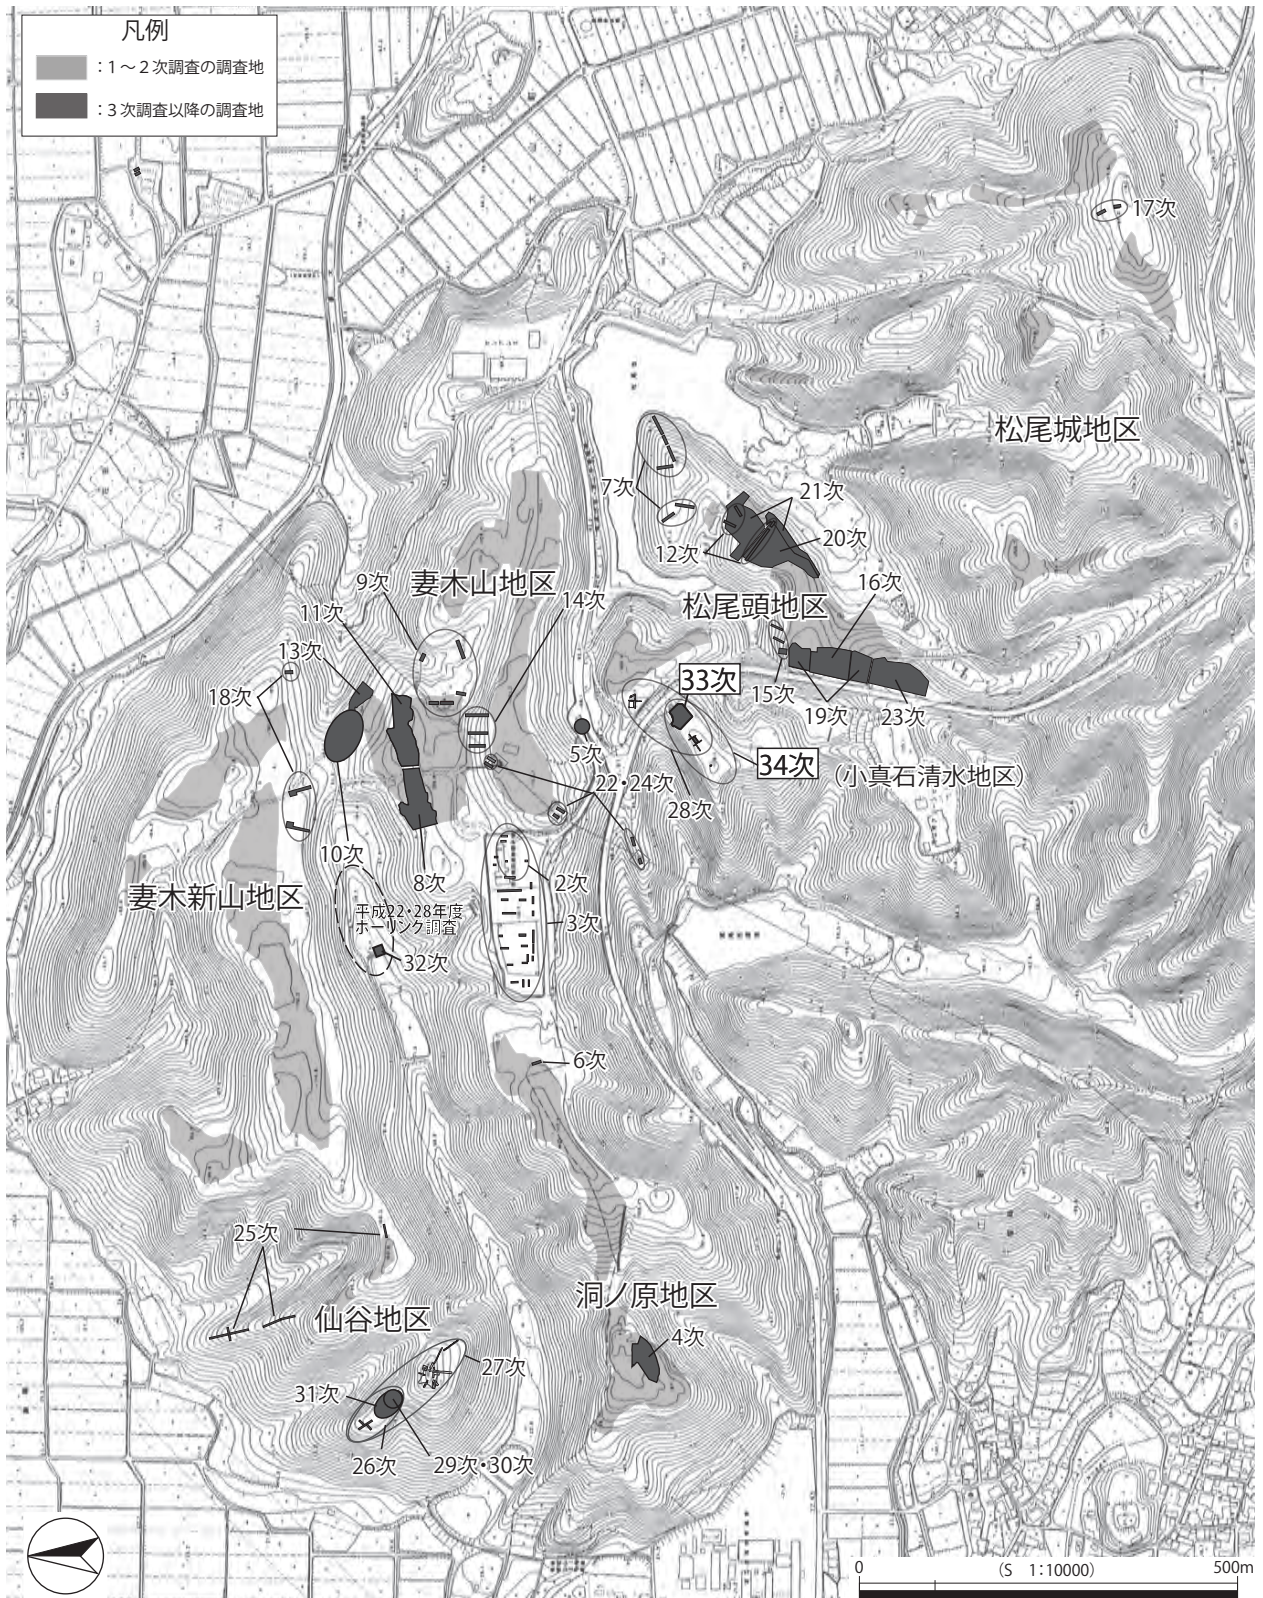 凡例
：1～2次調査の調査地
：3次調査以降の調査地
17次
松尾城地区
7次
21次
12次
20次
9次
妻木山地区
14次
松尾頭地区
16次
11次
13次
18次
33次
15次
19次
23次
5次
34次
22・24次
（小真石清水地区）
28次
10次
8次
2次
妻木新山地区
平成22・28年度
ボーリング調査
3次
32次
6次
25次
仙谷地区
洞ノ原地区
4次
27次
31次
26次
29次・30次
0
（S　1：10000）
500m